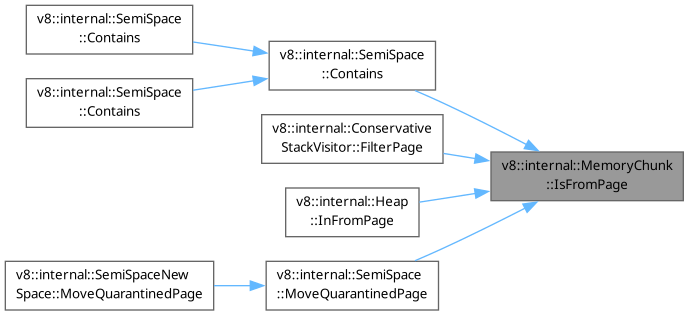 v8::internal::SemiSpace
::Contains
v8::internal::SemiSpace
::Contains
v8::internal::SemiSpace
::Contains
v8::internal::Conservative
StackVisitor::FilterPage
v8::internal::MemoryChunk
::IsFromPage
v8::internal::Heap
::InFromPage
v8::internal::SemiSpaceNew
Space::MoveQuarantinedPage
v8::internal::SemiSpace
::MoveQuarantinedPage